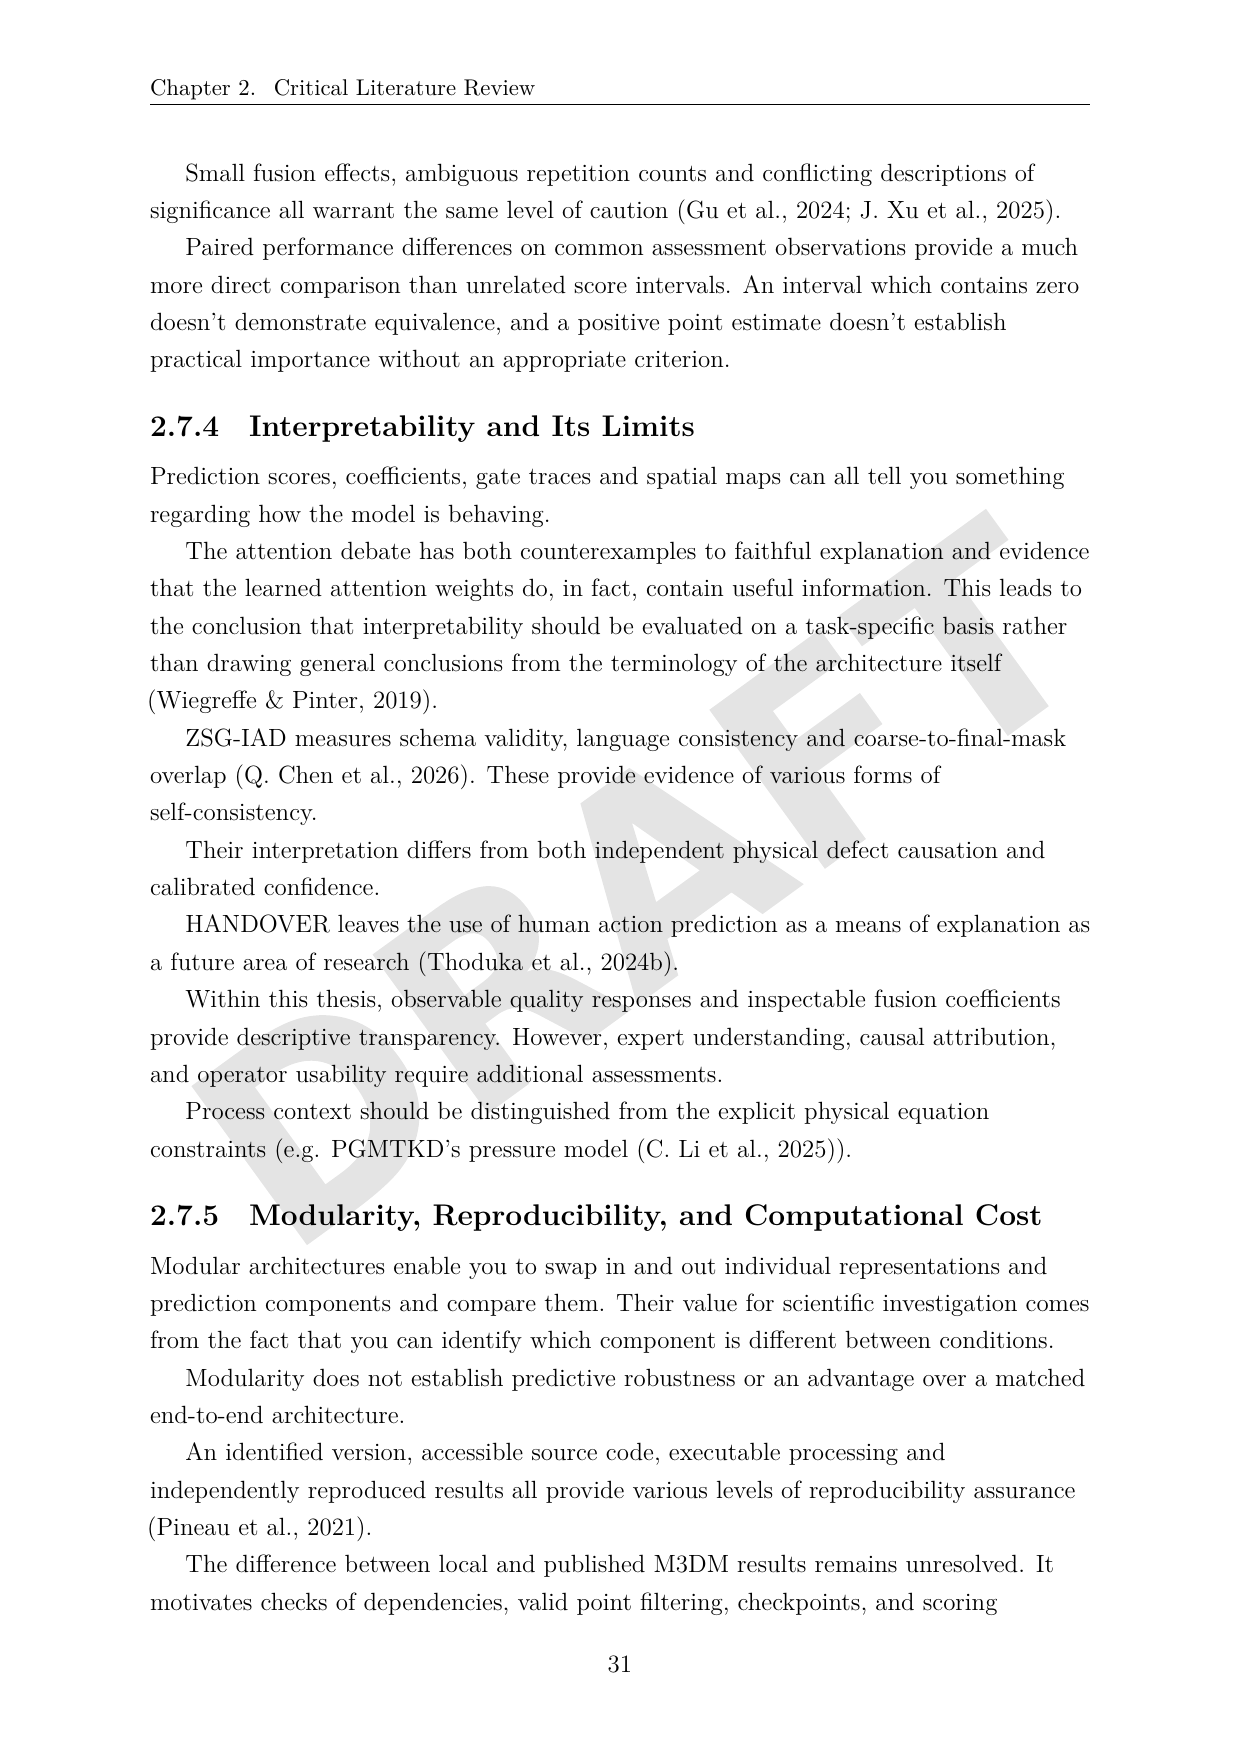 Chapter 2. Critical Literature Review
Small fusion effects, ambiguous repetition counts and conflicting descriptions of
significance all warrant the same level of caution (Gu et al., 2024; J. Xu et al., 2025).
Paired performance differences on common assessment observations provide a much
more direct comparison than unrelated score intervals. An interval which contains zero
doesn't demonstrate equivalence, and a positive point estimate doesn't establish
practical importance without an appropriate criterion.
2.7.4 Interpretability and Its Limits
Prediction scores, coefficients, gate traces and spatial maps can all tell you something
regarding how the model is behaving.
The attention debate has both counterexamples to faithful explanation and evidence
that the learned attention weights do, in fact, contain useful information. This leads to
the conclusion that interpretability should be evaluated on a task-specific basis rather
than drawing general conclusions from the terminology of the architecture itself
(Wiegreffe & Pinter, 2019).
ZSG-IAD measures schema validity, language consistency and coarse-to-final-mask
overlap (Q. Chen et al., 2026). These provide evidence of various forms of
self-consistency.
Their interpretation differs from both independent physical defect causation and
calibrated confidence.
HANDOVER leaves the use of human action prediction as a means of explanation as
a future area of research (Thoduka et al., 2024b).
Within this thesis, observable quality responses and inspectable fusion coefficients
provide descriptive transparency. However, expert understanding, causal attribution,
and operator usability require additional assessments.
Process context should be distinguished from the explicit physical equation
constraints (e.g. PGMTKD's pressure model (C. Li et al., 2025)).
2.7.5 Modularity, Reproducibility, and Computational Cost
Modular architectures enable you to swap in and out individual representations and
prediction components and compare them. Their value for scientific investigation comes
from the fact that you can identify which component is different between conditions.
Modularity does not establish predictive robustness or an advantage over a matched
end-to-end architecture.
An identified version, accessible source code, executable processing and
independently reproduced results all provide various levels of reproducibility assurance
(Pineau et al., 2021).
The difference between local and published M3DM results remains unresolved. It
motivates checks of dependencies, valid point filtering, checkpoints, and scoring
31
DRAFT